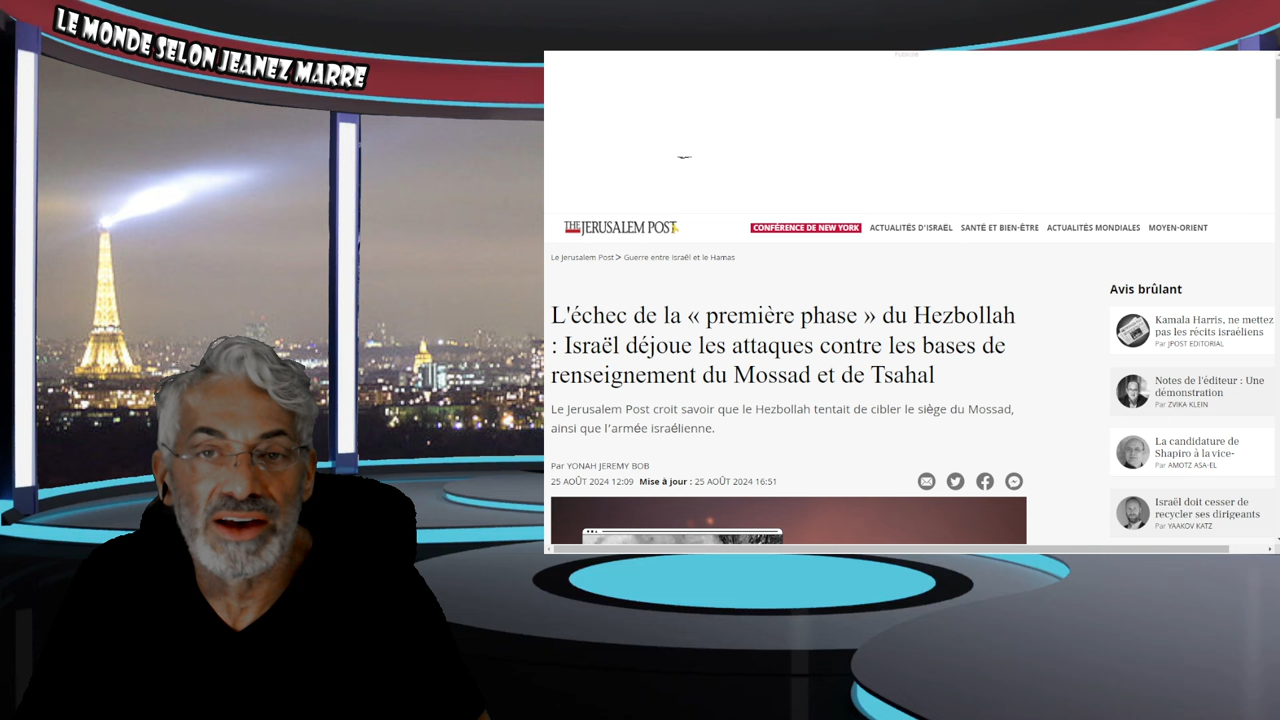 LE MONDE SELON JEANEZ MARRE
Publicité
THE JERUSALEM POST
CONFÉRENCE DE NEW YORK ACTUALITÉS D'ISRAËL SANTÉ ET BIEN-ÊTRE ACTUALITÉS MONDIALES MOYEN-ORIENT
Le Jerusalem Post > Guerre entre Israël et le Hamas
L'échec de la « première phase » du Hezbollah
: Israël déjoue les attaques contre les bases de
renseignement du Mossad et de Tsahal
Le Jerusalem Post croit savoir que le Hezbollah tentait de cibler le siège du Mossad,
ainsi que l'armée israélienne.
Par YONAH JEREMY BOB
25 AOÛT 2024 12:09 Mise à jour : 25 AOÛT 2024 16:51
Avis brûlant
Kamala Harris, ne mettez
pas les récits israéliens
Par JPOST EDITORIAL
Notes de l'éditeur : Une
démonstration
Par ZVIKA KLEIN
La candidature de
Shapiro à la vice-
Par AMOTZ ASA-EL
Israël doit cesser de
recycler ses dirigeants
Par YAAKOV KATZ